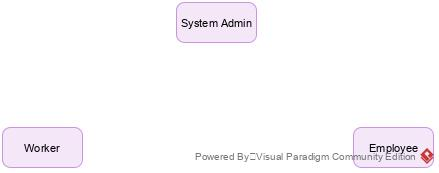 System Admin
Worker
Employee
Powered By Visual Paradigm Community Edition